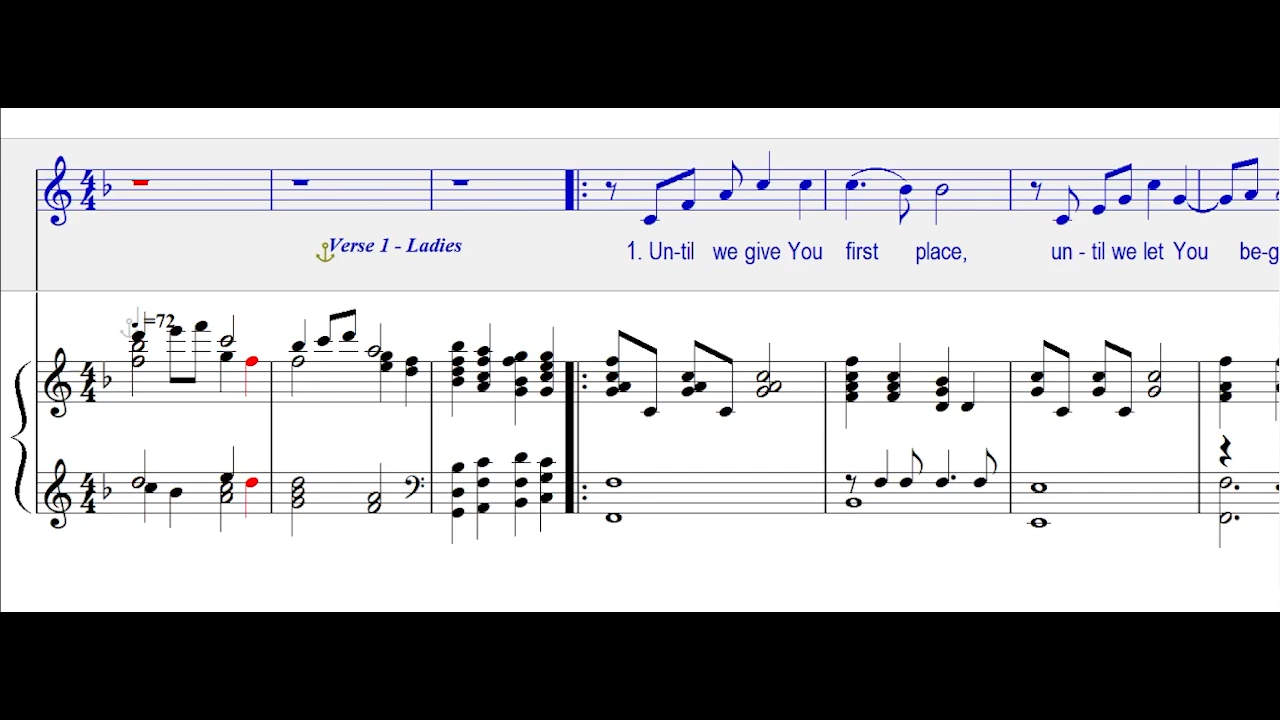 Verse 1 - Ladies
1. Un-til we give You first place, un - til we let You be-g
=72